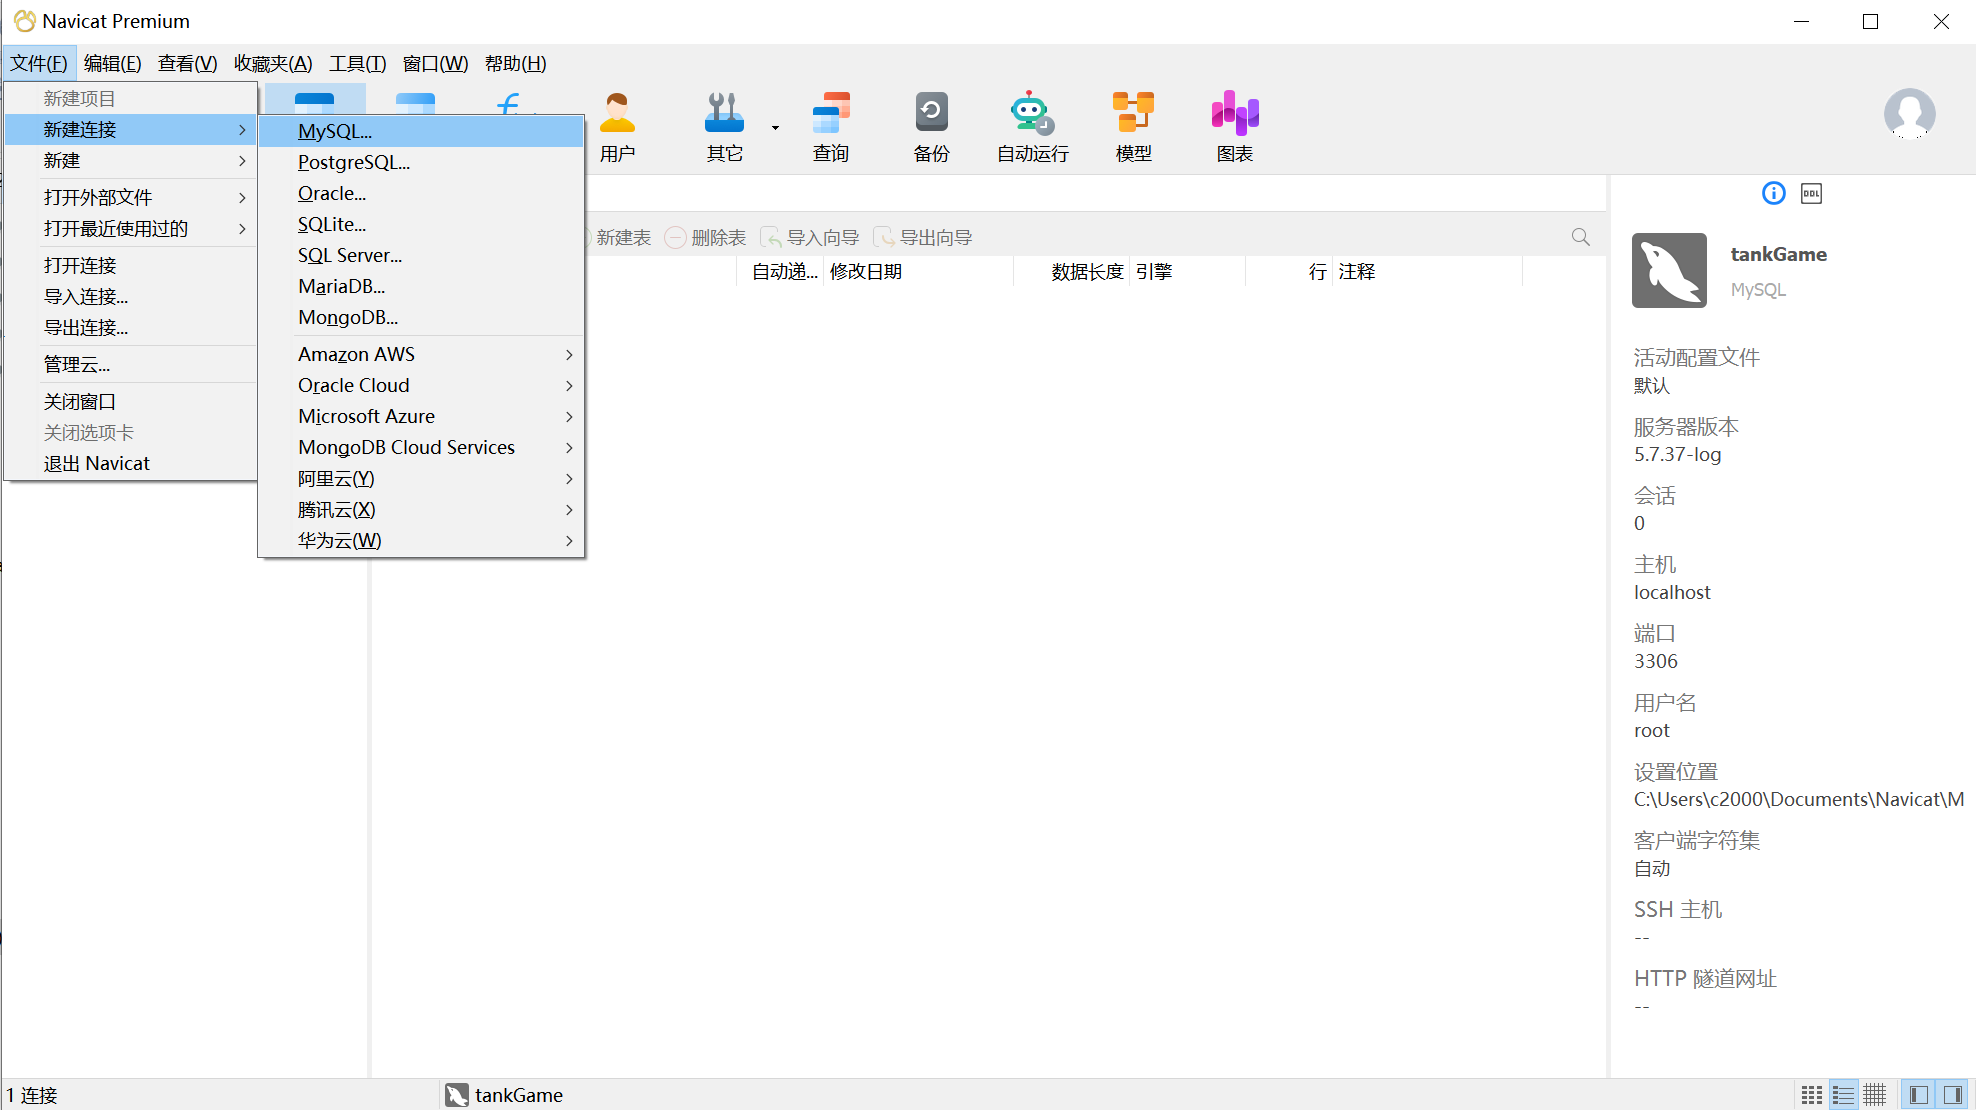 Navicat Premium
文件(F) 编辑(E) 查看(V) 收藏夹(A) 工具(T) 窗口(W) 帮助(H)
新建项目
新建连接
新建
打开外部文件
打开最近使用过的
打开连接
导入连接...
导出连接...
管理云...
关闭窗口
关闭选项卡
退出 Navicat
MySQL...
PostgreSQL...
Oracle...
SQLite...
SQL Server...
MariaDB...
MongoDB...
Amazon AWS
Oracle Cloud
Microsoft Azure
MongoDB Cloud Services
阿里云(Y)
腾讯云(X)
华为云(W)
用户 其它 查询 备份 自动运行 模型 图表
新建表 删除表 导入向导 导出向导
自动递... 修改日期 数据长度 引擎 行 注释
DDL
tankGame
MySQL
活动配置文件
默认
服务器版本
5.7.37-log
会话
0
主机
localhost
端口
3306
用户名
root
设置位置
C:\Users\c2000\Documents\Navicat\M
客户端字符集
自动
SSH 主机
--
HTTP 隧道网址
--
1 连接 tankGame